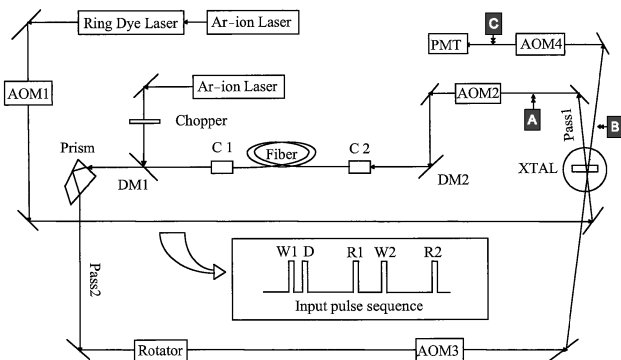 Ring Dye Laser
Ar-ion Laser
C
PMT
AOM4
AOM1
Ar-ion Laser
AOM2
A
Pass1
B
Chopper
Prism
C 1
Fiber
C 2
DM1
DM2
XTAL
W1 D R1 W2 R2
Input pulse sequence
Pass2
Rotator
AOM3